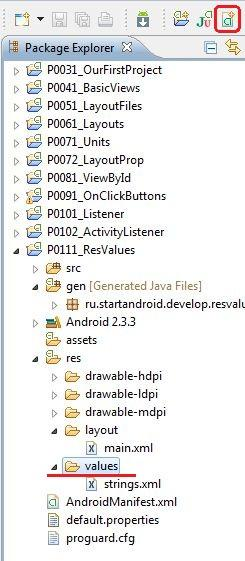 Package Explorer
P0031_OurFirstProject
P0041_BasicViews
P0051_LayoutFiles
P0061_Layouts
P0071_Units
P0072_LayoutProp
P0081_ViewById
P0091_OnClickButtons
P0101_Listener
P0102_ActivityListener
P0111_ResValues
src
gen [Generated Java Files]
ru.startandroid.develop.resvalu
Android 2.3.3
assets
res
drawable-hdpi
drawable-ldpi
drawable-mdpi
layout
main.xml
values
strings.xml
AndroidManifest.xml
default.properties
proguard.cfg